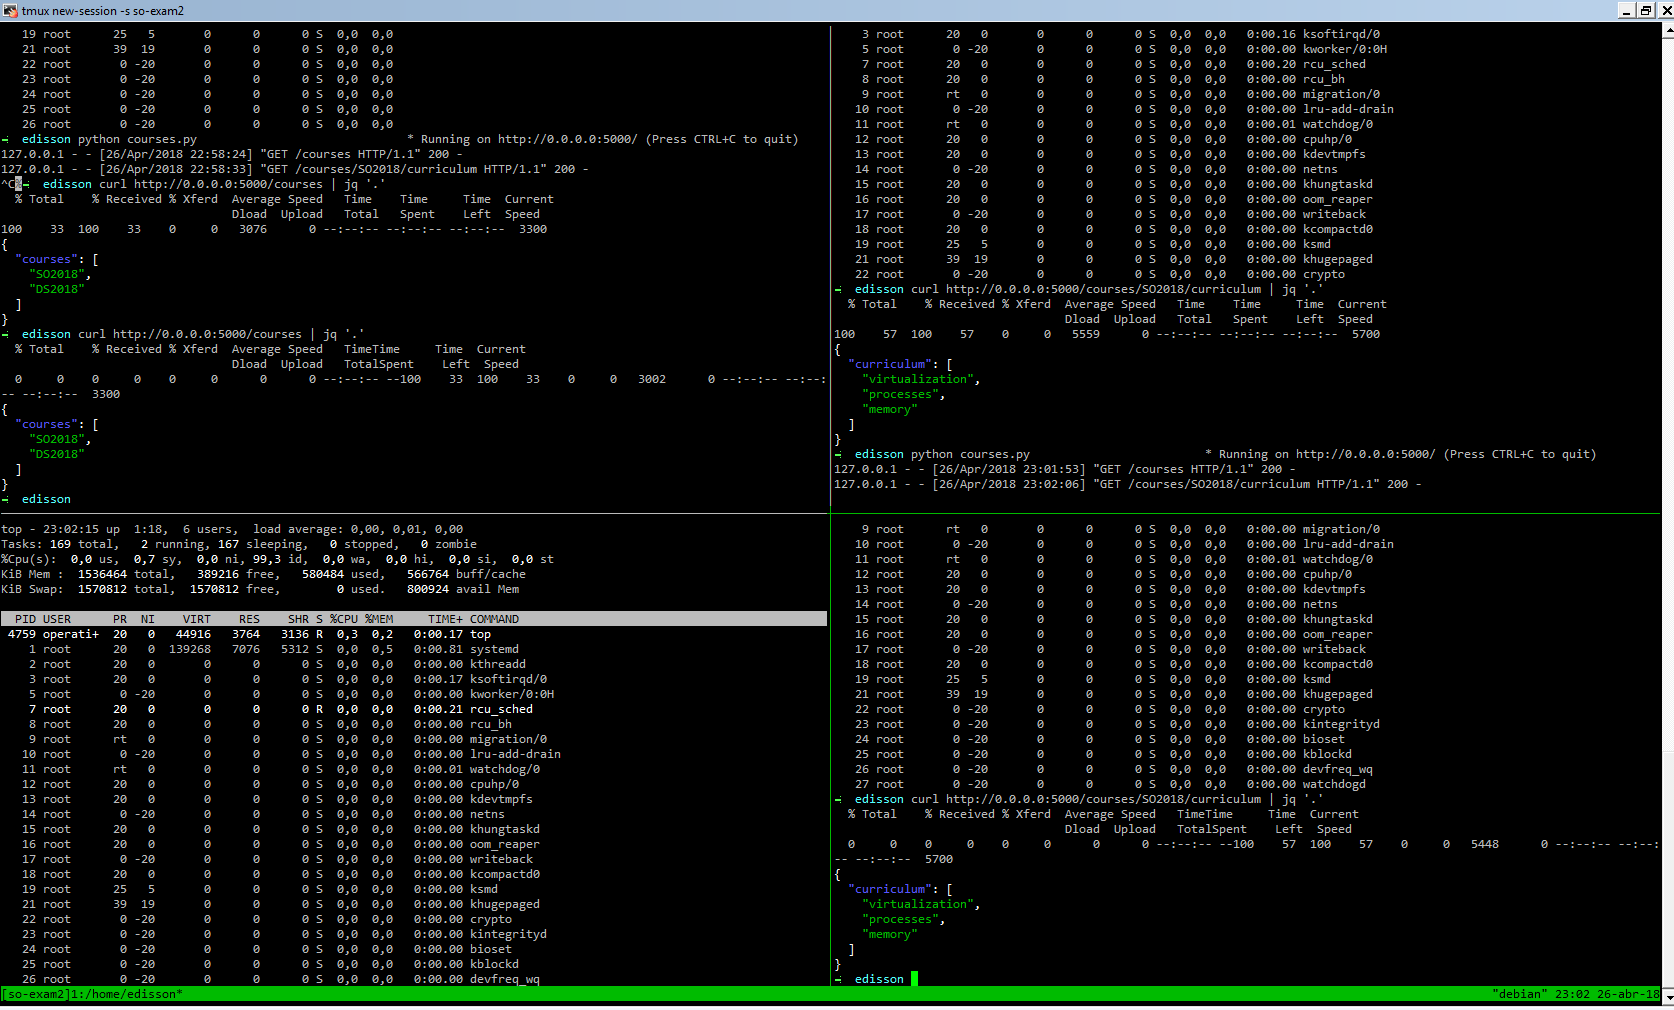 tmux new-session -s so-exam2
19 root 25 5 0 0 0 S 0,0 0,0
21 root 39 19 0 0 0 S 0,0 0,0
22 root 0 -20 0 0 0 S 0,0 0,0
23 root 0 -20 0 0 0 S 0,0 0,0
24 root 0 -20 0 0 0 S 0,0 0,0
25 root 0 -20 0 0 0 S 0,0 0,0
26 root 0 -20 0 0 0 S 0,0 0,0
edisson python courses.py * Running on http://0.0.0.0:5000/ (Press CTRL+C to quit)
127.0.0.1 - - [26/Apr/2018 22:58:24] "GET /courses HTTP/1.1" 200 -
127.0.0.1 - - [26/Apr/2018 22:58:33] "GET /courses/SO2018/curriculum HTTP/1.1" 200 -
^C% edisson curl http://0.0.0.0:5000/courses | jq '.'
% Total % Received % Xferd Average Speed Time Time Time Current
Dload Upload Total Spent Left Speed
100 33 100 33 0 0 3076 0 --:--:-- --:--:-- --:--:-- 3300
{
"courses": [
"SO2018",
"DS2018"
]
}
edisson curl http://0.0.0.0:5000/courses | jq '.'
% Total % Received % Xferd Average Speed TimeTime Time Current
Dload Upload TotalSpent Left Speed
0 0 0 0 0 0 0 0 --:--:-- --100 33 100 33 0 0 3002 0 --:--:-- --:--:
-- --:--:-- 3300
{
"courses": [
"SO2018",
"DS2018"
]
}
edisson
3 root 20 0 0 0 0 S 0,0 0,0 0:00.16 ksoftirqd/0
5 root 0 -20 0 0 0 S 0,0 0,0 0:00.00 kworker/0:0H
7 root 20 0 0 0 0 S 0,0 0,0 0:00.20 rcu_sched
8 root 20 0 0 0 0 S 0,0 0,0 0:00.00 rcu_bh
9 root rt 0 0 0 0 S 0,0 0,0 0:00.00 migration/0
10 root 0 -20 0 0 0 S 0,0 0,0 0:00.00 lru-add-drain
11 root rt 0 0 0 0 S 0,0 0,0 0:00.01 watchdog/0
12 root 20 0 0 0 0 S 0,0 0,0 0:00.00 cpuhp/0
13 root 20 0 0 0 0 S 0,0 0,0 0:00.00 kdevtmpfs
14 root 0 -20 0 0 0 S 0,0 0,0 0:00.00 netns
15 root 20 0 0 0 0 S 0,0 0,0 0:00.00 khungtaskd
16 root 20 0 0 0 0 S 0,0 0,0 0:00.00 oom_reaper
17 root 0 -20 0 0 0 S 0,0 0,0 0:00.00 writeback
18 root 20 0 0 0 0 S 0,0 0,0 0:00.00 kcompactd0
19 root 25 5 0 0 0 S 0,0 0,0 0:00.00 ksmd
21 root 39 19 0 0 0 S 0,0 0,0 0:00.00 khugepaged
22 root 0 -20 0 0 0 S 0,0 0,0 0:00.00 crypto
edisson curl http://0.0.0.0:5000/courses/SO2018/curriculum | jq '.'
% Total % Received % Xferd Average Speed Time Time Time Current
Dload Upload Total Spent Left Speed
100 57 100 57 0 0 5559 0 --:--:-- --:--:-- --:--:-- 5700
{
"curriculum": [
"virtualization",
"processes",
"memory"
]
}
edisson python courses.py * Running on http://0.0.0.0:5000/ (Press CTRL+C to quit)
127.0.0.1 - - [26/Apr/2018 23:01:53] "GET /courses HTTP/1.1" 200 -
127.0.0.1 - - [26/Apr/2018 23:02:06] "GET /courses/SO2018/curriculum HTTP/1.1" 200 -
top - 23:02:15 up 1:18, 6 users, load average: 0,00, 0,01, 0,00
Tasks: 169 total, 2 running, 167 sleeping, 0 stopped, 0 zombie
%Cpu(s): 0,0 us, 0,7 sy, 0,0 ni, 99,3 id, 0,0 wa, 0,0 hi, 0,0 si, 0,0 st
KiB Mem : 1536464 total, 389216 free, 580484 used, 566764 buff/cache
KiB Swap: 1570812 total, 1570812 free, 0 used. 800924 avail Mem
PID USER PR NI VIRT RES SHR S %CPU %MEM TIME+ COMMAND
4759 operati+ 20 0 44916 3764 3136 R 0,3 0,2 0:00.17 top
1 root 20 0 139268 7076 5312 S 0,0 0,5 0:00.81 systemd
2 root 20 0 0 0 0 S 0,0 0,0 0:00.00 kthreadd
3 root 20 0 0 0 0 S 0,0 0,0 0:00.17 ksoftirqd/0
5 root 0 -20 0 0 0 S 0,0 0,0 0:00.00 kworker/0:0H
7 root 20 0 0 0 0 R 0,0 0,0 0:00.21 rcu_sched
8 root 20 0 0 0 0 S 0,0 0,0 0:00.00 rcu_bh
9 root rt 0 0 0 0 S 0,0 0,0 0:00.00 migration/0
10 root 0 -20 0 0 0 S 0,0 0,0 0:00.00 lru-add-drain
11 root rt 0 0 0 0 S 0,0 0,0 0:00.01 watchdog/0
12 root 20 0 0 0 0 S 0,0 0,0 0:00.00 cpuhp/0
13 root 20 0 0 0 0 S 0,0 0,0 0:00.00 kdevtmpfs
14 root 0 -20 0 0 0 S 0,0 0,0 0:00.00 netns
15 root 20 0 0 0 0 S 0,0 0,0 0:00.00 khungtaskd
16 root 20 0 0 0 0 S 0,0 0,0 0:00.00 oom_reaper
17 root 0 -20 0 0 0 S 0,0 0,0 0:00.00 writeback
18 root 20 0 0 0 0 S 0,0 0,0 0:00.00 kcompactd0
19 root 25 5 0 0 0 S 0,0 0,0 0:00.00 ksmd
21 root 39 19 0 0 0 S 0,0 0,0 0:00.00 khugepaged
22 root 0 -20 0 0 0 S 0,0 0,0 0:00.00 crypto
23 root 0 -20 0 0 0 S 0,0 0,0 0:00.00 kintegrityd
24 root 0 -20 0 0 0 S 0,0 0,0 0:00.00 bioset
25 root 0 -20 0 0 0 S 0,0 0,0 0:00.00 kblockd
26 root 0 -20 0 0 0 S 0,0 0,0 0:00.00 devfreq_wq
9 root rt 0 0 0 0 S 0,0 0,0 0:00.00 migration/0
10 root 0 -20 0 0 0 S 0,0 0,0 0:00.00 lru-add-drain
11 root rt 0 0 0 0 S 0,0 0,0 0:00.01 watchdog/0
12 root 20 0 0 0 0 S 0,0 0,0 0:00.00 cpuhp/0
13 root 20 0 0 0 0 S 0,0 0,0 0:00.00 kdevtmpfs
14 root 0 -20 0 0 0 S 0,0 0,0 0:00.00 netns
15 root 20 0 0 0 0 S 0,0 0,0 0:00.00 khungtaskd
16 root 20 0 0 0 0 S 0,0 0,0 0:00.00 oom_reaper
17 root 0 -20 0 0 0 S 0,0 0,0 0:00.00 writeback
18 root 20 0 0 0 0 S 0,0 0,0 0:00.00 kcompactd0
19 root 25 5 0 0 0 S 0,0 0,0 0:00.00 ksmd
21 root 39 19 0 0 0 S 0,0 0,0 0:00.00 khugepaged
22 root 0 -20 0 0 0 S 0,0 0,0 0:00.00 crypto
23 root 0 -20 0 0 0 S 0,0 0,0 0:00.00 kintegrityd
24 root 0 -20 0 0 0 S 0,0 0,0 0:00.00 bioset
25 root 0 -20 0 0 0 S 0,0 0,0 0:00.00 kblockd
26 root 0 -20 0 0 0 S 0,0 0,0 0:00.00 devfreq_wq
27 root 0 -20 0 0 0 S 0,0 0,0 0:00.00 watchdogd
edisson curl http://0.0.0.0:5000/courses/SO2018/curriculum | jq '.'
% Total % Received % Xferd Average Speed TimeTime Time Current
Dload Upload TotalSpent Left Speed
0 0 0 0 0 0 0 0 --:--:-- --100 57 100 57 0 0 5448 0 --:--:-- --:--:
-- --:--:-- 5700
{
"curriculum": [
"virtualization",
"processes",
"memory"
]
}
edisson
[so-exam2]1:/home/edisson* "debian" 23:02 26-abr-18